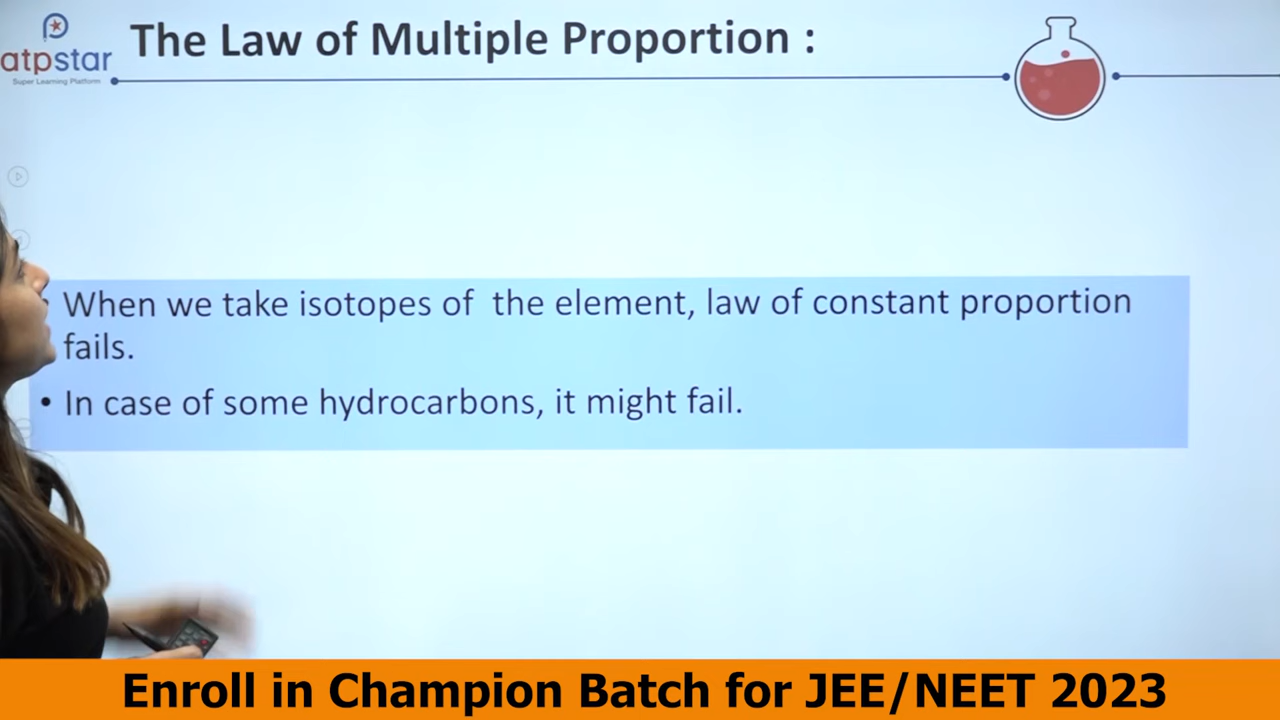 atpstar
Super Learning Platform
The Law of Multiple Proportion :
When we take isotopes of the element, law of constant proportion
fails.
• In case of some hydrocarbons, it might fail.
Enroll in Champion Batch for JEE/NEET 2023